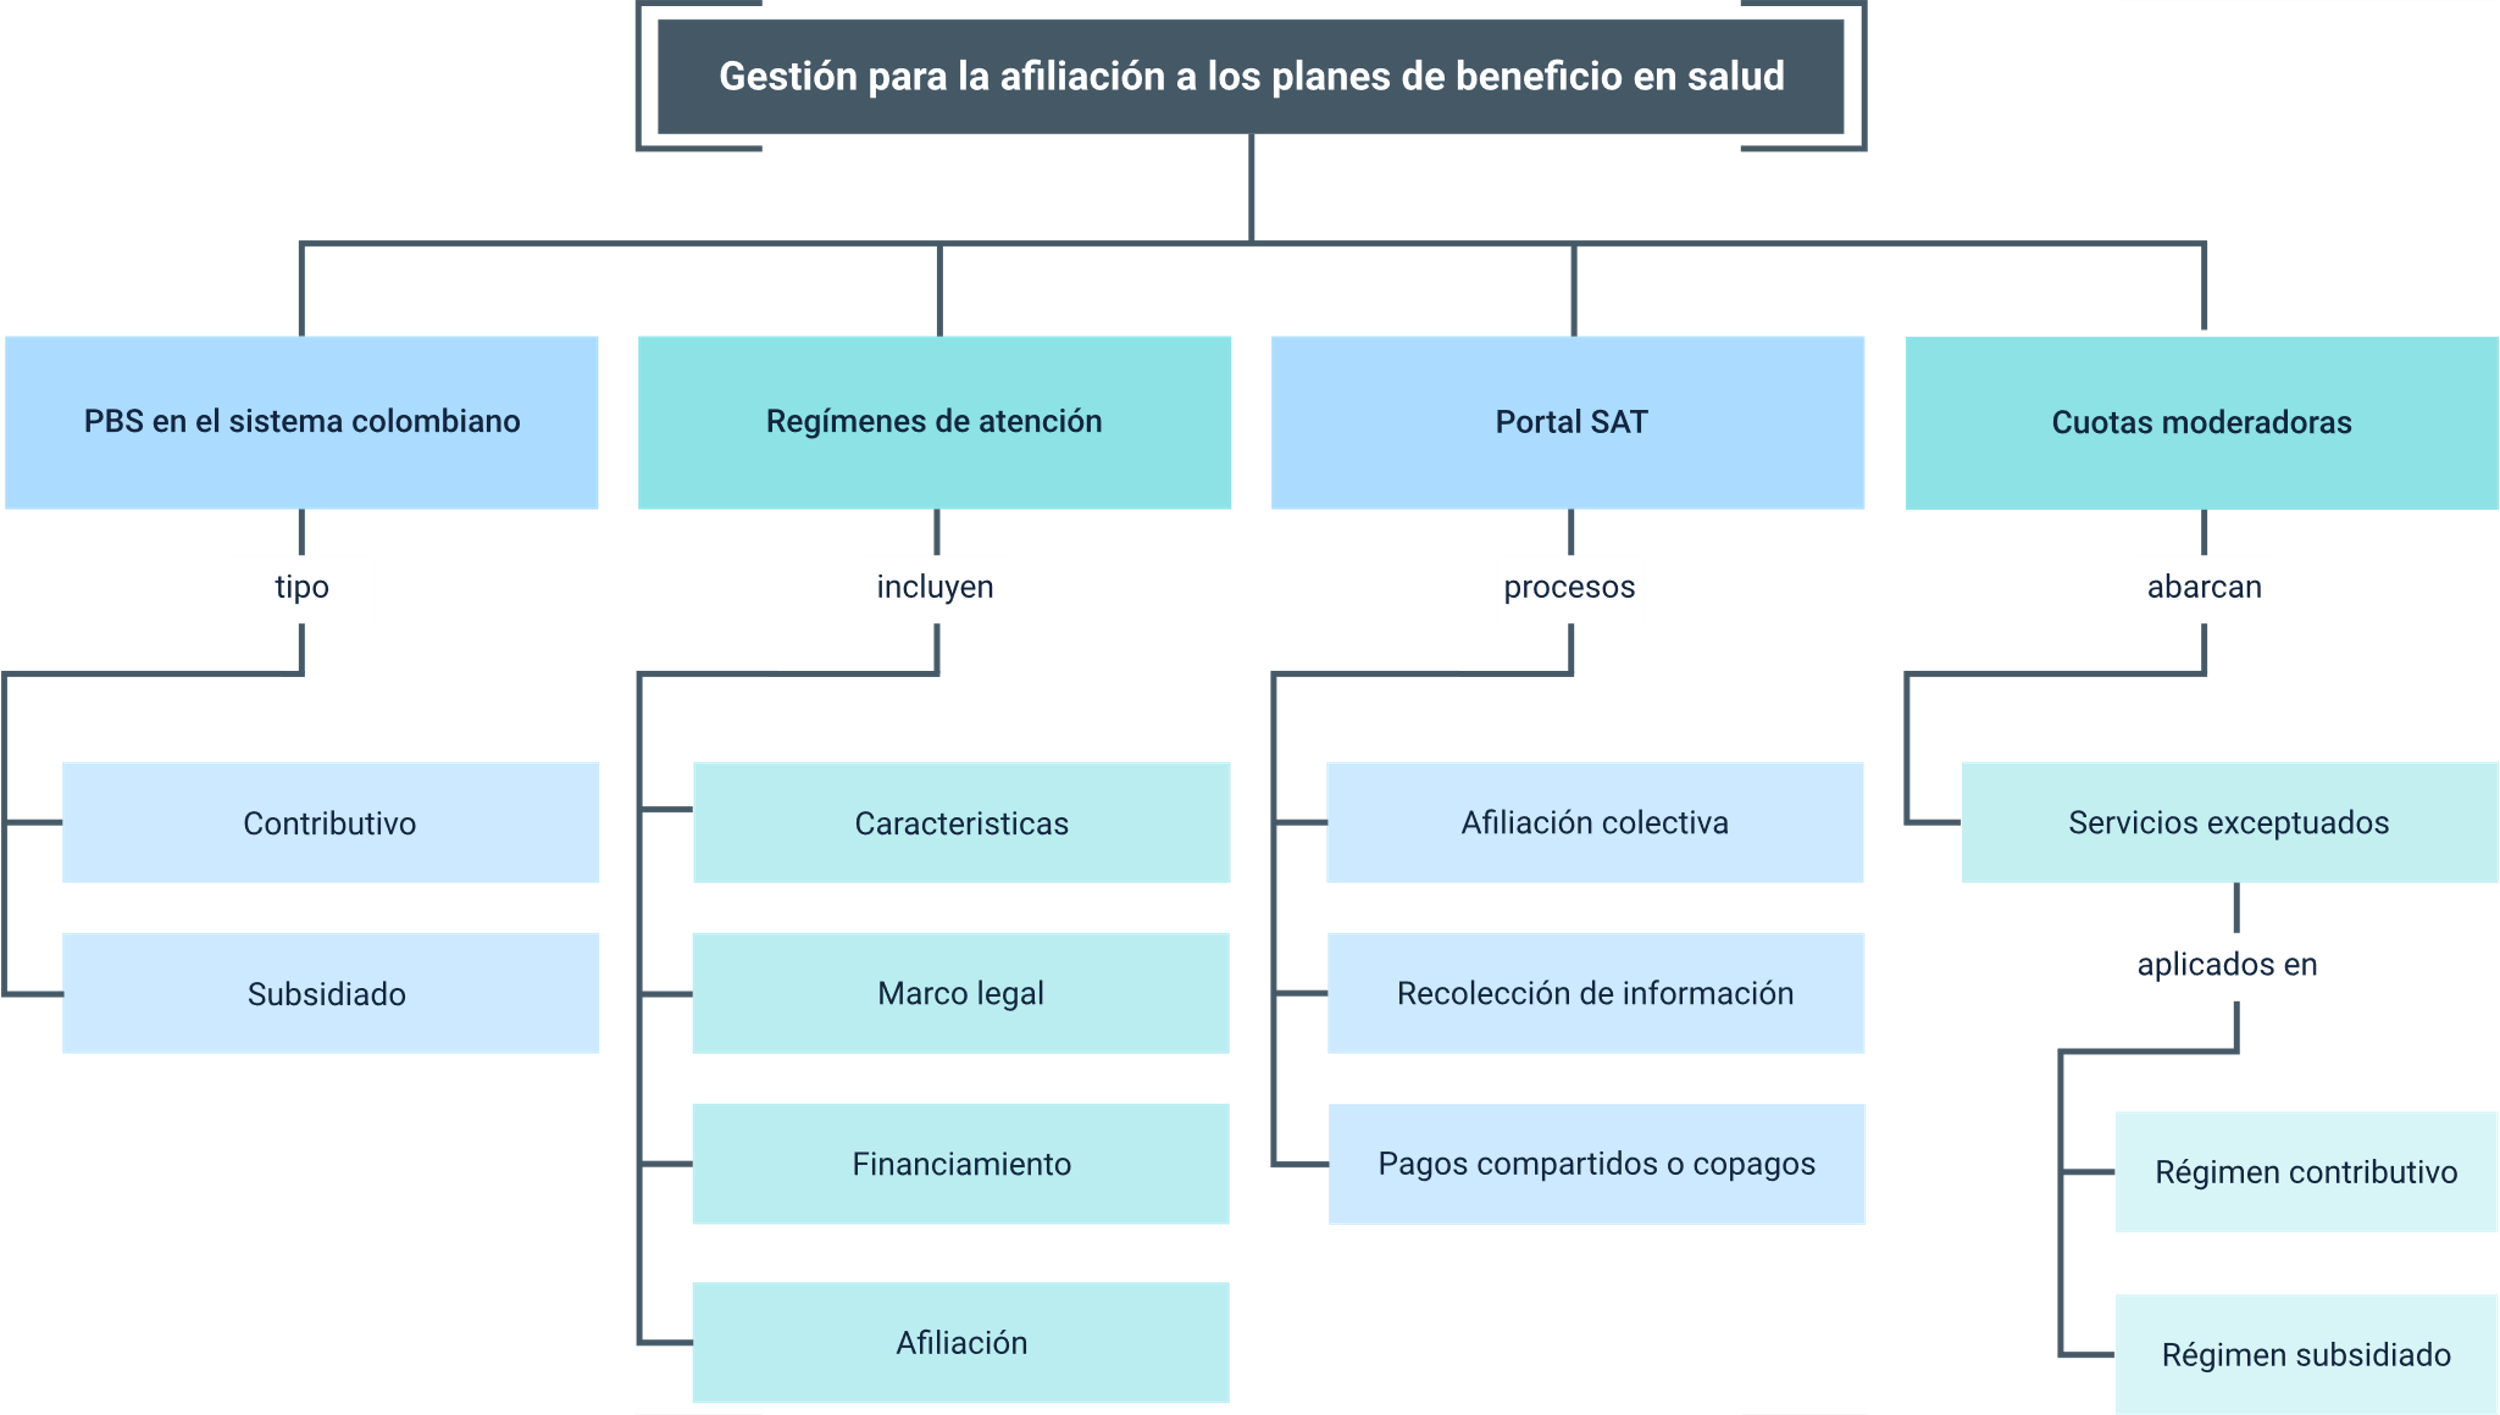 Gestión para la afiliación a los planes de beneficio en salud
PBS en el sistema colombiano
Regímenes de atención
Portal SAT
Cuotas moderadoras
tipo
incluyen
procesos
abarcan
Contributivo
Caracteristicas
Afiliación colectiva
Servicios exceptuados
Subsidiado
Marco legal
Recolección de información
aplicados en
Financiamiento
Pagos compartidos o copagos
Régimen contributivo
Afiliación
Régimen subsidiado